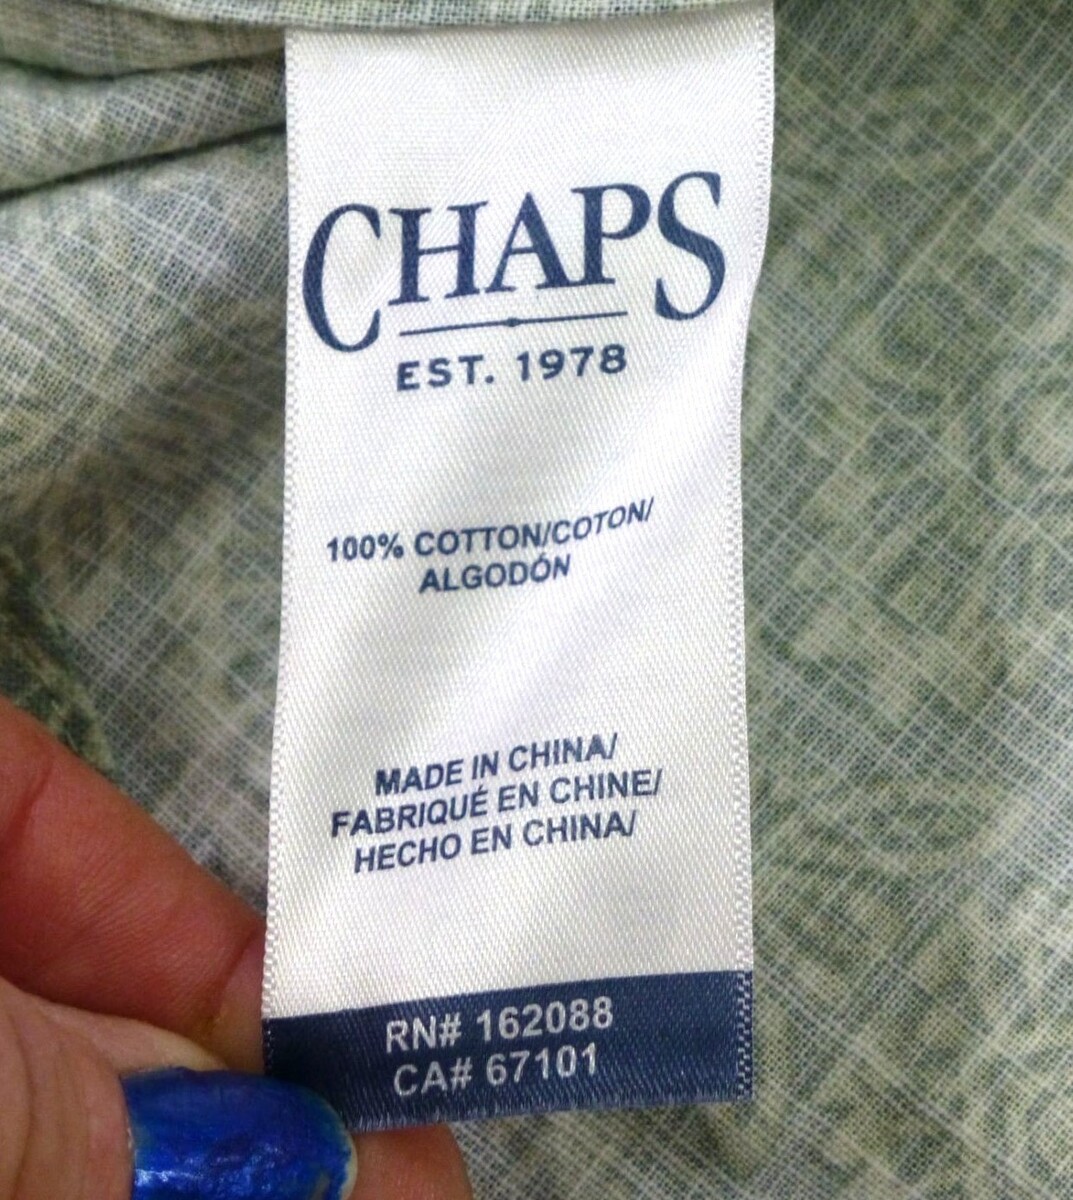 CHAPS
EST. 1978
100% COTTON/COTON/
ALGODÓN
MADE IN CHINA/
FABRIQUÉ EN CHINE/
HECHO EN CHINA/
RN# 162088
CA# 67101